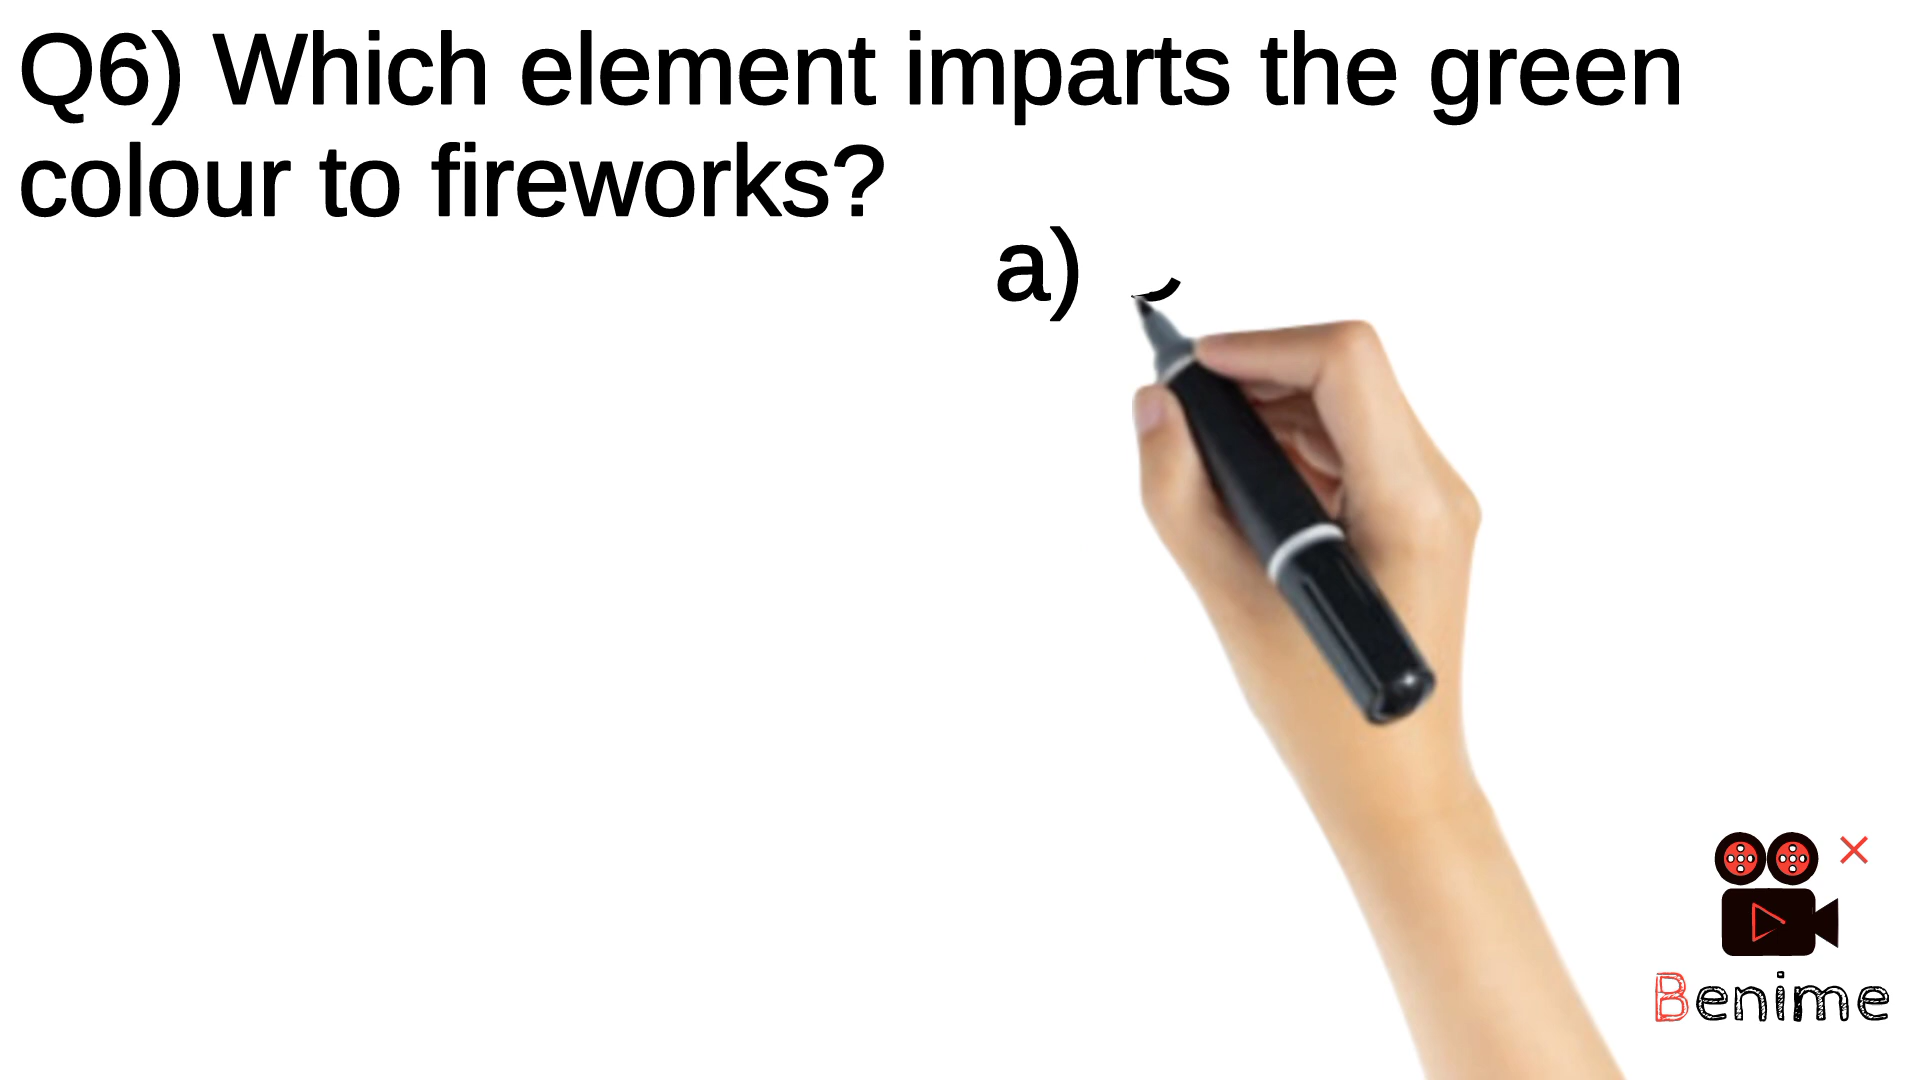 Q6) Which element imparts the green
colour to fireworks?
a)
Benime